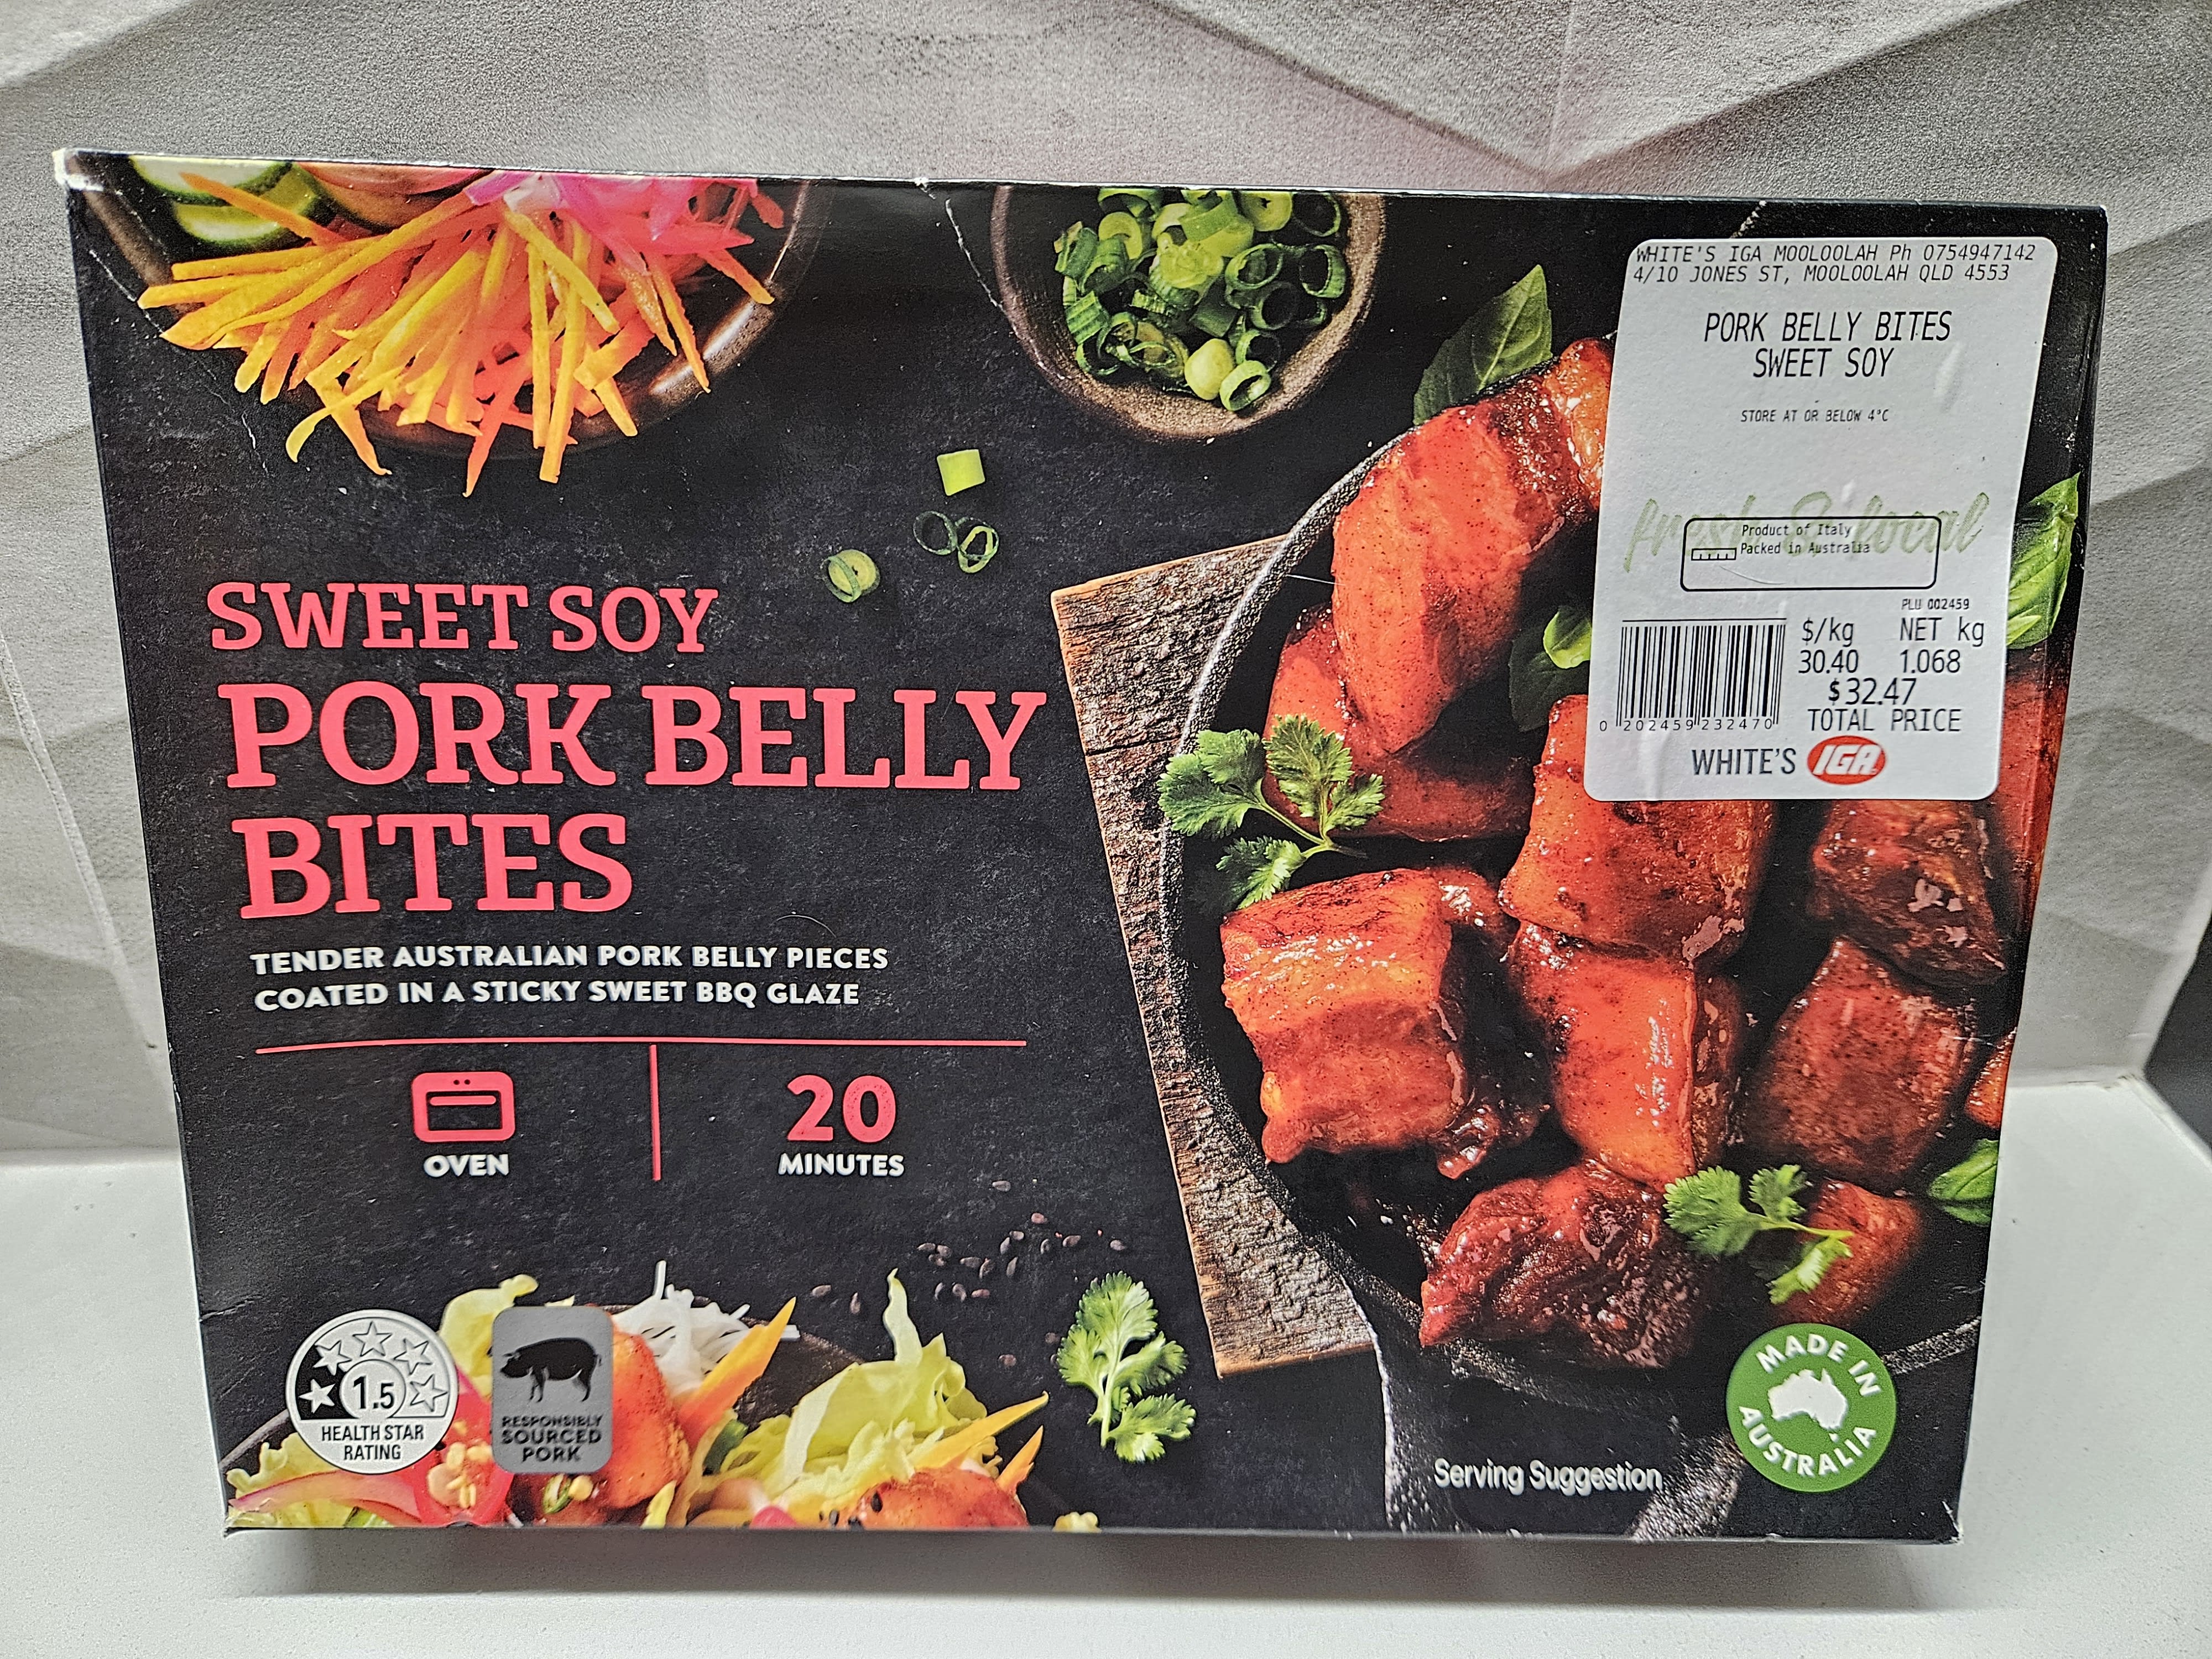 WHITE'S IGA MOOLOOLAH Ph 0754947142
4/10 JONES ST, MOOLOOLAH QLD 4553
PORK BELLY BITES
SWEET SOY
STORE AT OR BELOW 4°C
fresh & local
Product of Italy
Packed in Australia
PLU 002459
$/kg NET kg
30.40 1.068
$32.47
TOTAL PRICE
0 202459 232470
WHITE'S IGA
SWEET SOY
PORK BELLY
BITES
TENDER AUSTRALIAN PORK BELLY PIECES
COATED IN A STICKY SWEET BBQ GLAZE
OVEN
20
MINUTES
1.5
HEALTH STAR
RATING
RESPONSIBLY
SOURCED
PORK
Serving Suggestion
MADE IN
AUSTRALIA